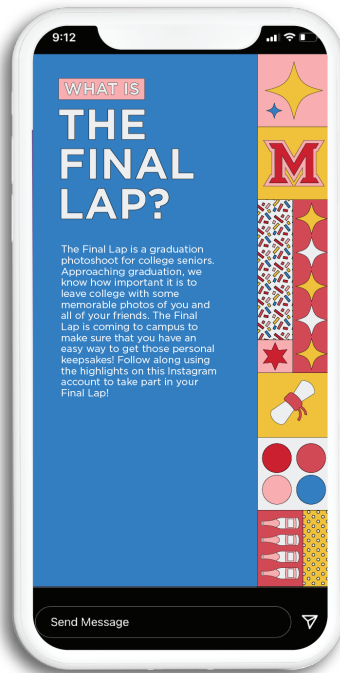 9:12
WHAT IS
THE
FINAL
LAP?
M
The Final Lap is a graduation
photoshoot for college seniors.
Approaching graduation, we
know how important it is to
leave college with some
memorable photos of you and
all of your friends. The Final
Lap is coming to campus to
make sure that you have an
easy way to get those personal
keepsakes! Follow along using
the highlights on this Instagram
account to take part in your
Final Lap!
Send Message